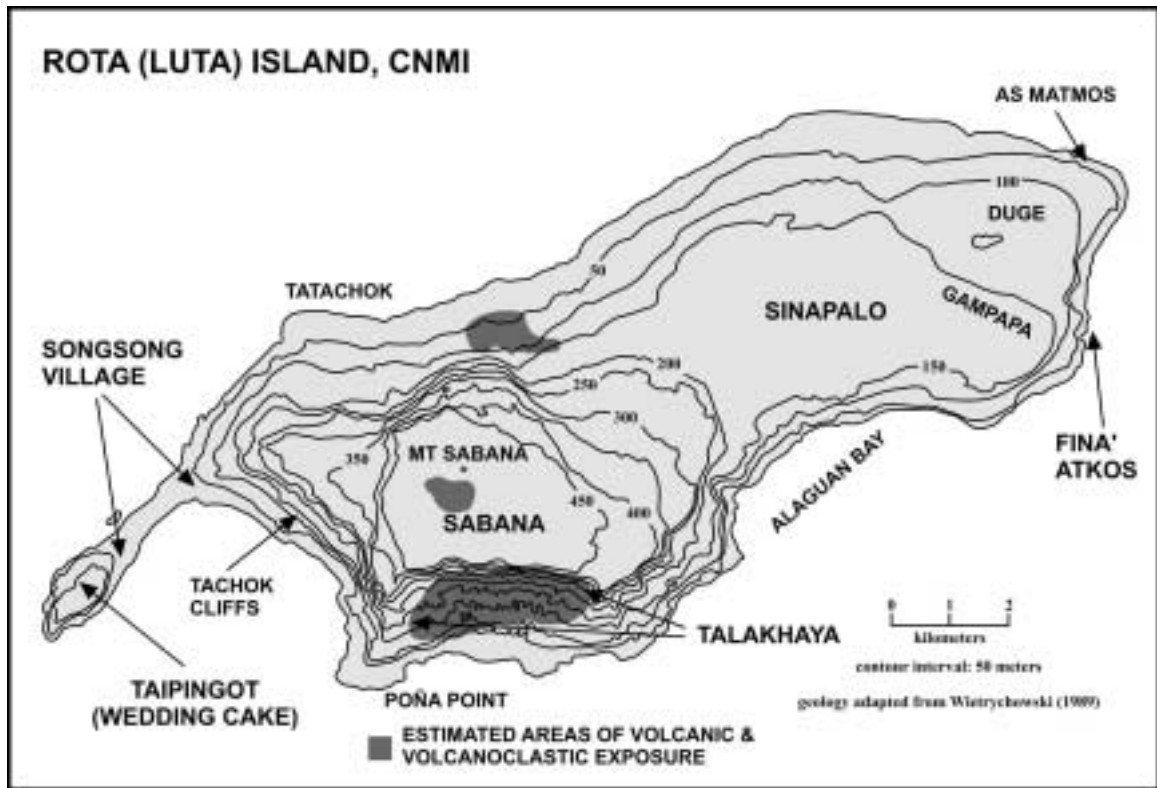 ROTA (LUTA) ISLAND, CNMI
AS MATMOS
100
DUGE
50
TATACHOK
GAMPAPA
SINAPALO
SONGSONG
VILLAGE
200
250
150
300
FINA'
ATKOS
350
MT SABANA
ALAGUAN BAY
450
SABANA
400
TACHOK
CLIFFS
0 1 2
kilometers
TALAKHAYA
contour interval: 50 meters
TAIPINGOT
(WEDDING CAKE)
POÑA POINT
geology adapted from Wietrychowski (1989)
ESTIMATED AREAS OF VOLCANIC &
VOLCANOCLASTIC EXPOSURE